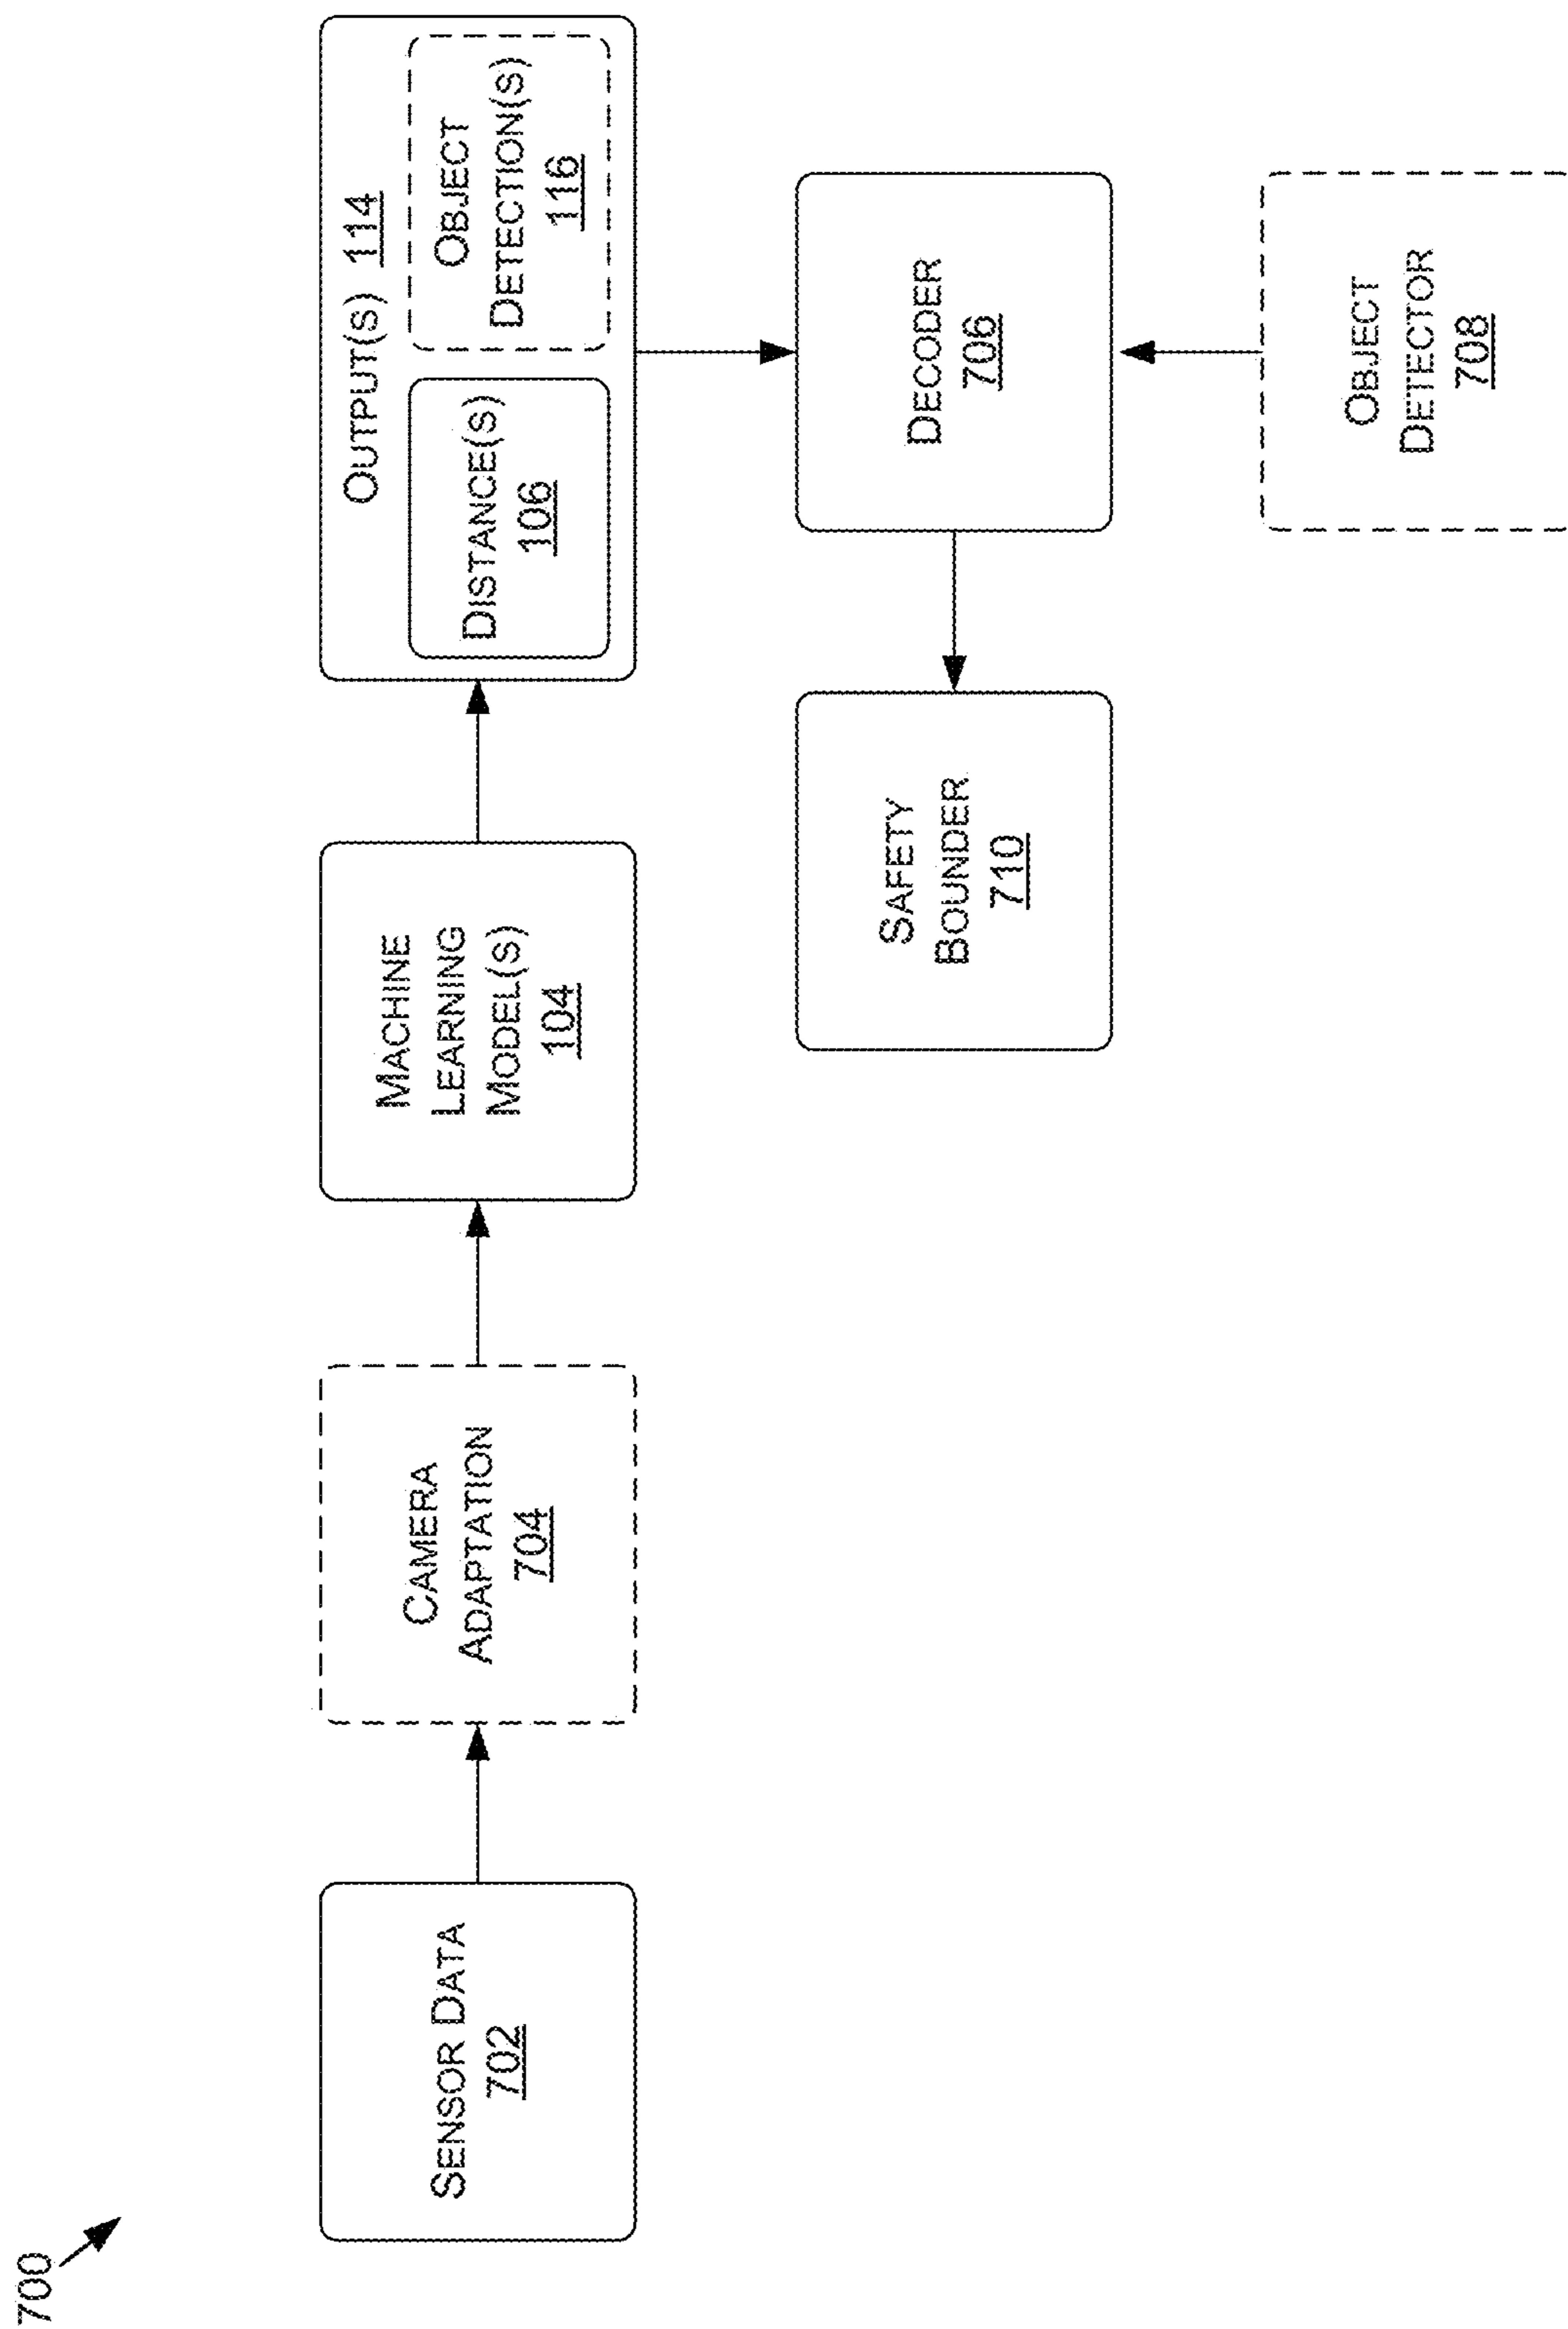 700
SENSOR DATA
702
CAMERA
ADAPTATION
704
MACHINE
LEARNING
MODEL(S)
104
OUTPUT(S) 114
DISTANCE(S)
106
OBJECT
DETECTION(S)
116
SAFETY
BOUNDER
710
DECODER
706
OBJECT
DETECTOR
708